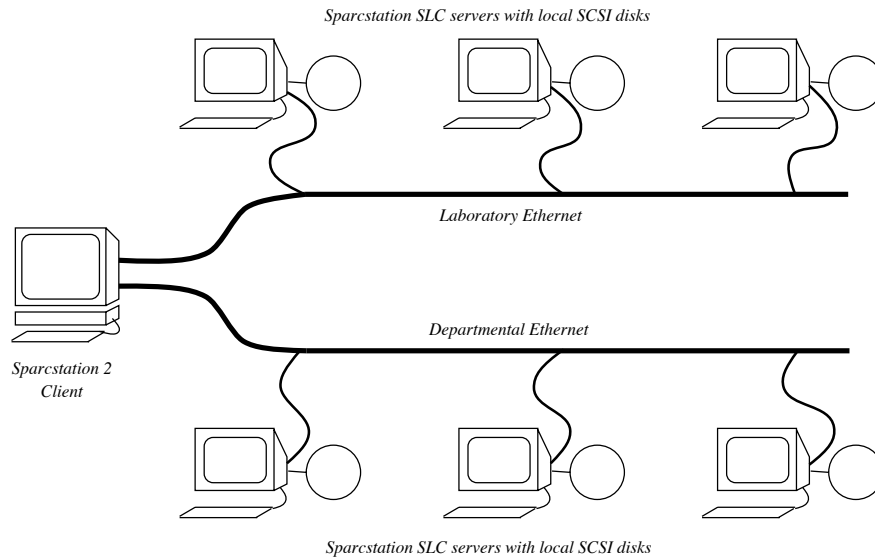 Sparcstation SLC servers with local SCSI disks
Laboratory Ethernet
Departmental Ethernet
Sparcstation 2
Client
Sparcstation SLC servers with local SCSI disks